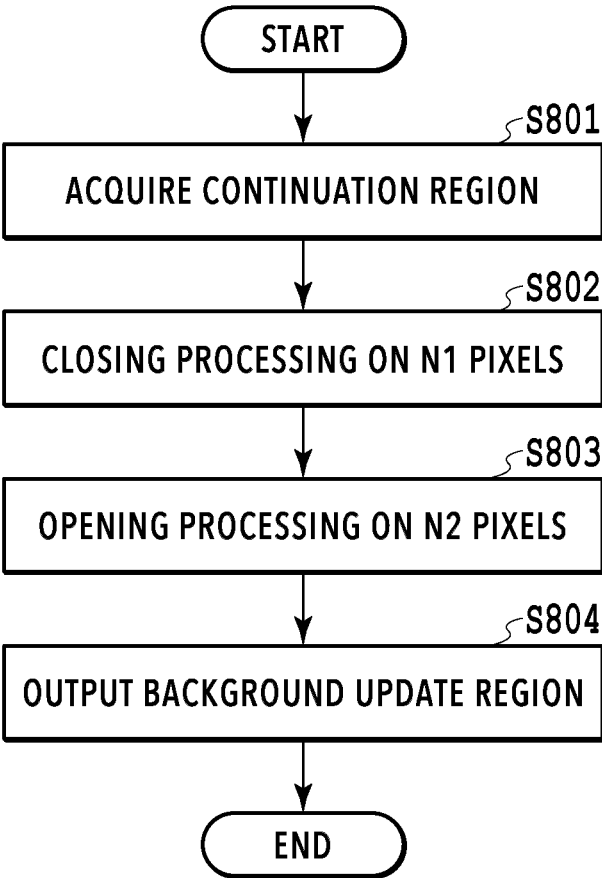 START
S801
ACQUIRE CONTINUATION REGION
S802
CLOSING PROCESSING ON N1 PIXELS
S803
OPENING PROCESSING ON N2 PIXELS
S804
OUTPUT BACKGROUND UPDATE REGION
END